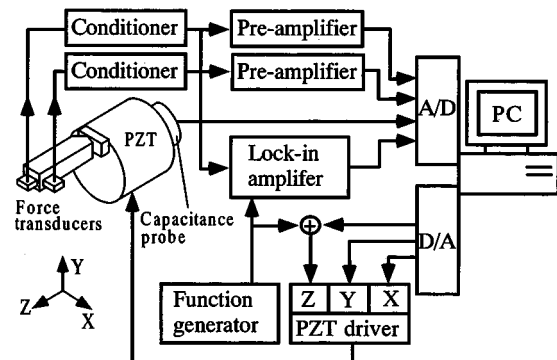 Conditioner
Pre-amplifier
Conditioner
Pre-amplifier
A/D
PC
PZT
Lock-in
amplifer
Force
transducers
Capacitance
probe
D/A
Y
Z
X
Function
generator
Z Y X
PZT driver